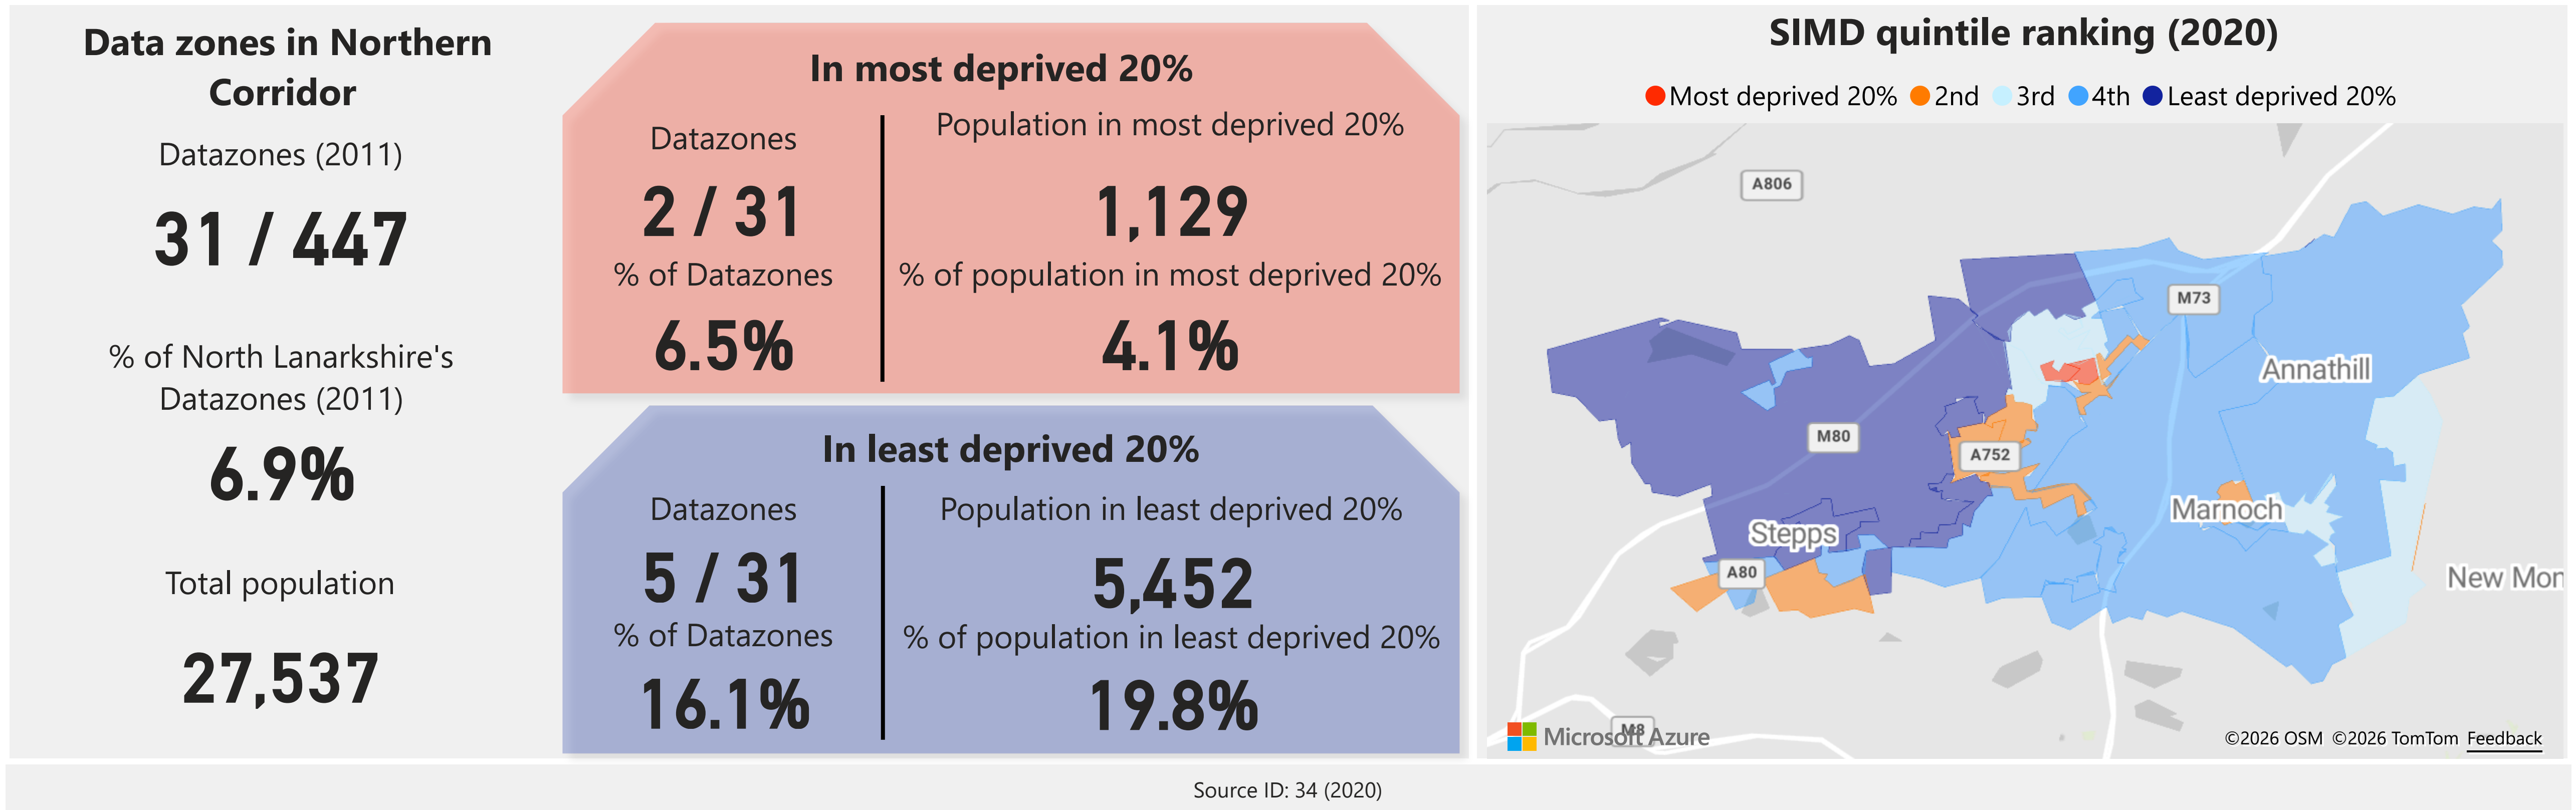 Data zones in Northern
Corridor
Datazones (2011)
31 / 447
% of North Lanarkshire's
Datazones (2011)
6.9%
Total population
27,537
In most deprived 20%
Datazones
2 / 31
% of Datazones
6.5%
Population in most deprived 20%
1,129
% of population in most deprived 20%
4.1%
In least deprived 20%
Datazones
5 / 31
% of Datazones
16.1%
Population in least deprived 20%
5,452
% of population in least deprived 20%
19.8%
SIMD quintile ranking (2020)
Most deprived 20% 2nd 3rd 4th Least deprived 20%
A806
M73
Annathill
M80
A752
Marnoch
Stepps
A80
New Mon
M8
Microsoft Azure
©2026 OSM ©2026 TomTom Feedback
Source ID: 34 (2020)